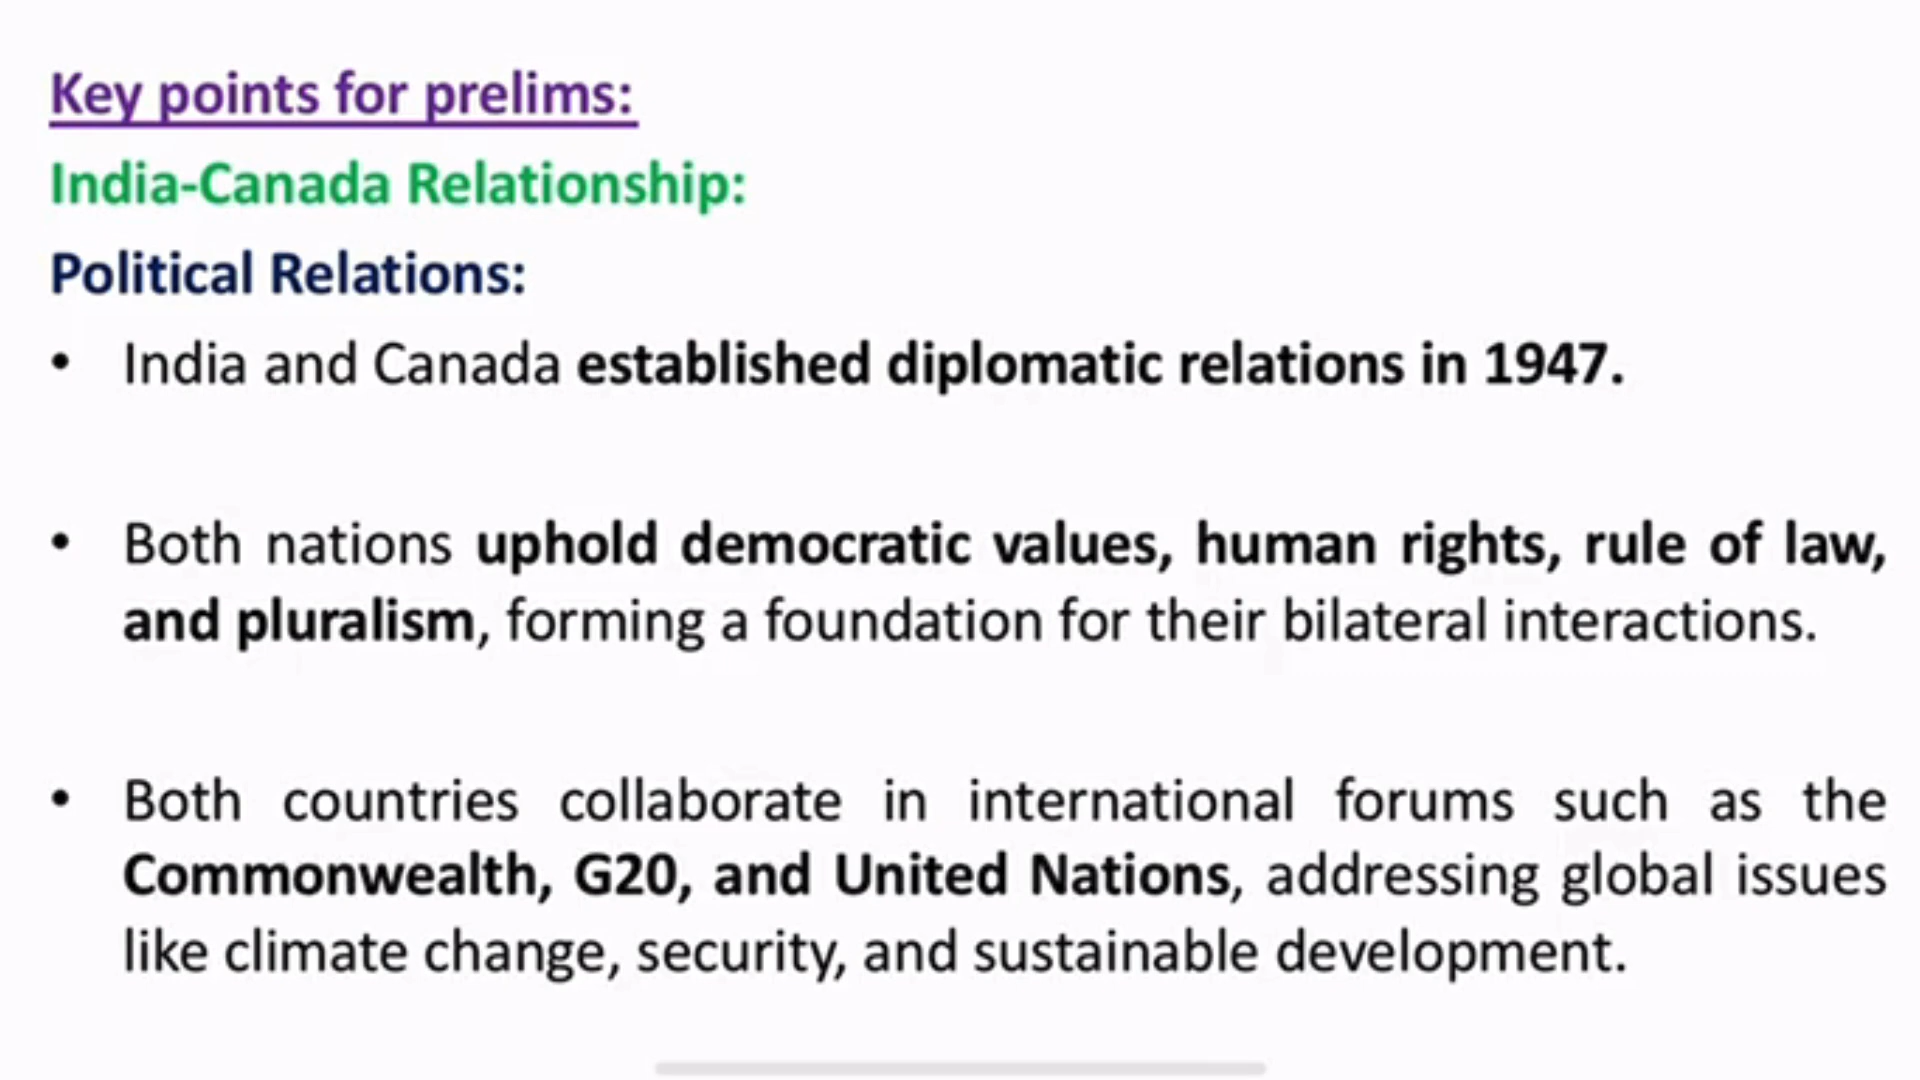 Key points for prelims:
India-Canada Relationship:
Political Relations:
• India and Canada established diplomatic relations in 1947.
• Both nations uphold democratic values, human rights, rule of law,
and pluralism, forming a foundation for their bilateral interactions.
• Both countries collaborate in international forums such as the
Commonwealth, G20, and United Nations, addressing global issues
like climate change, security, and sustainable development.